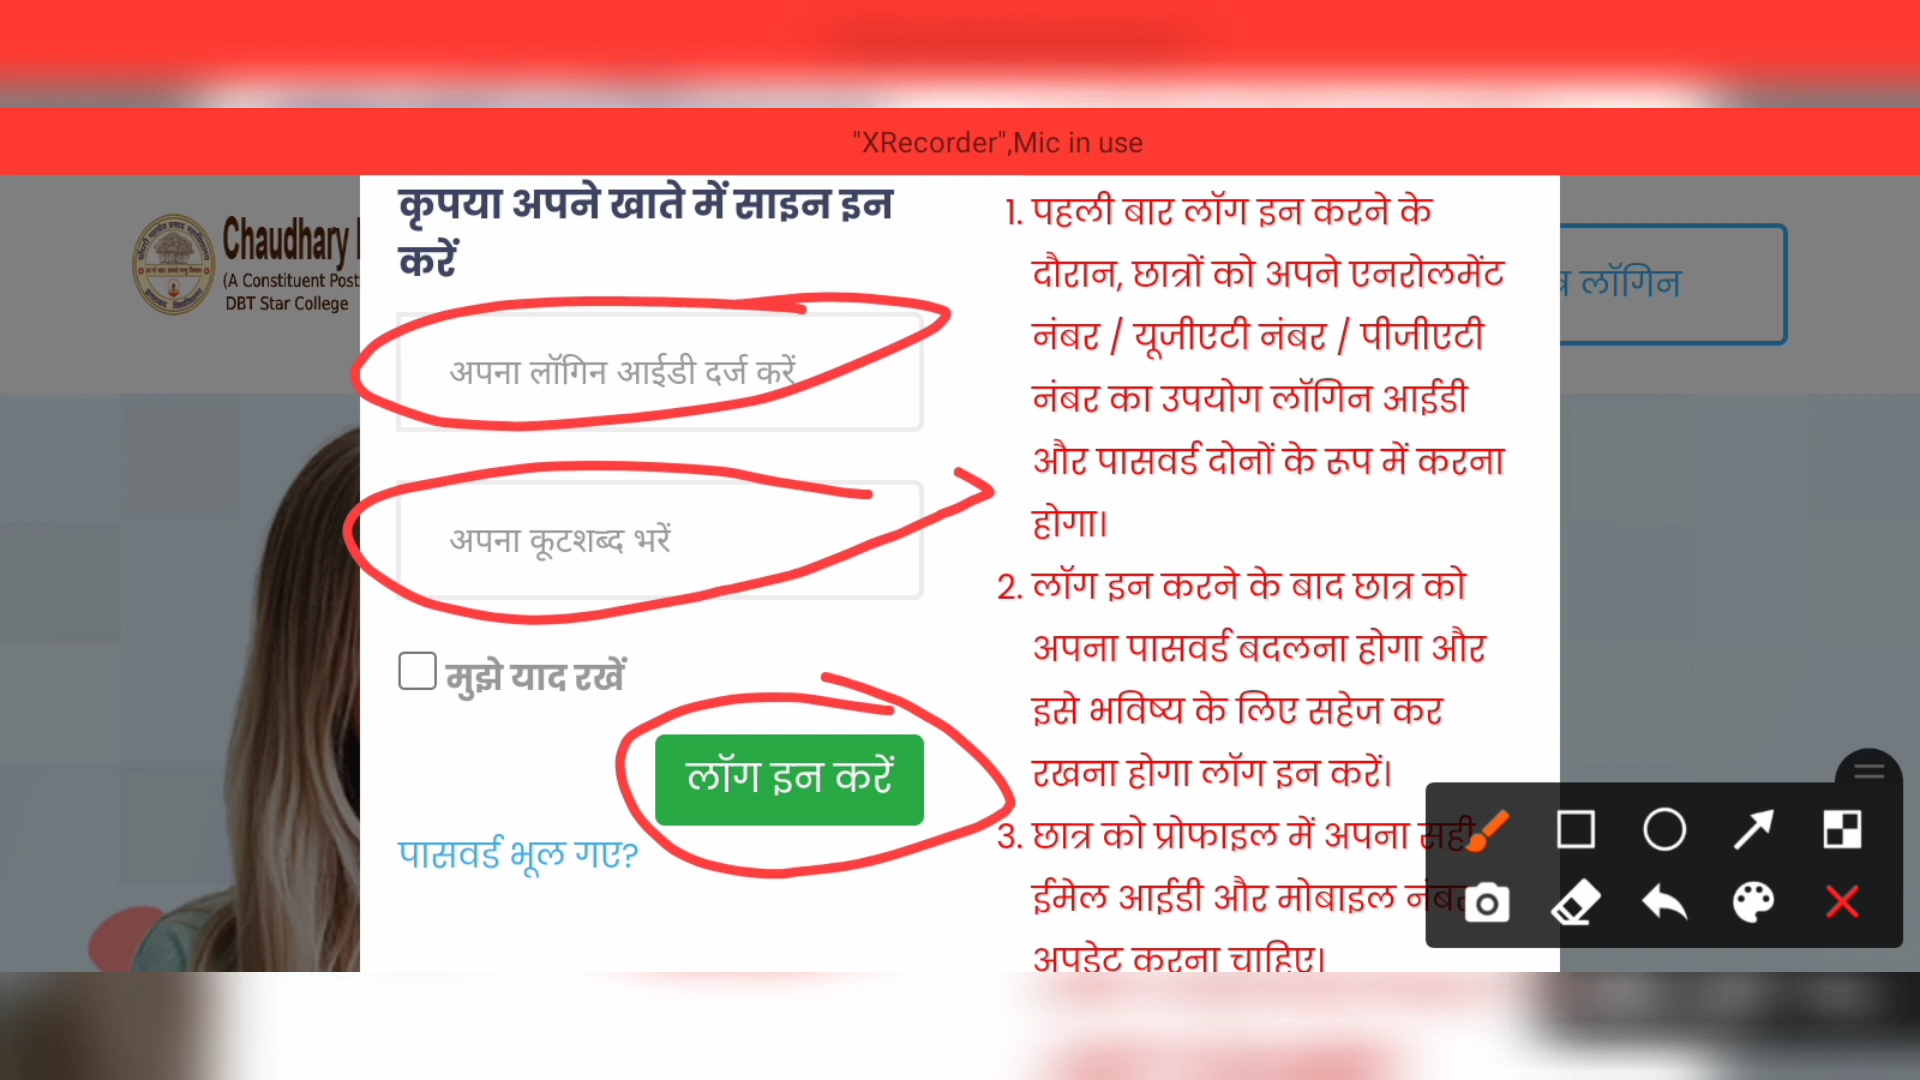 "XRecorder",Mic in use
Chaudhary
(A Constituent Post
DBT Star College
कृपया अपने खाते में साइन इन
करें
अपना लॉगिन आईडी दर्ज करें
अपना कूटशब्द भरें
मुझे याद रखें
लॉग इन करें
पासवर्ड भूल गए?
1. पहली बार लॉग इन करने के
दौरान, छात्रों को अपने एनरोलमेंट
नंबर / यूजीएटी नंबर / पीजीएटी
नंबर का उपयोग लॉगिन आईडी
और पासवर्ड दोनों के रूप में करना
होगा।
2. लॉग इन करने के बाद छात्र को
अपना पासवर्ड बदलना होगा और
इसे भविष्य के लिए सहेज कर
रखना होगा लॉग इन करें।
3. छात्र को प्रोफाइल में अपना सही
ईमेल आईडी और मोबाइल नंबर
अपडेट करना चाहिए।
लॉगिन